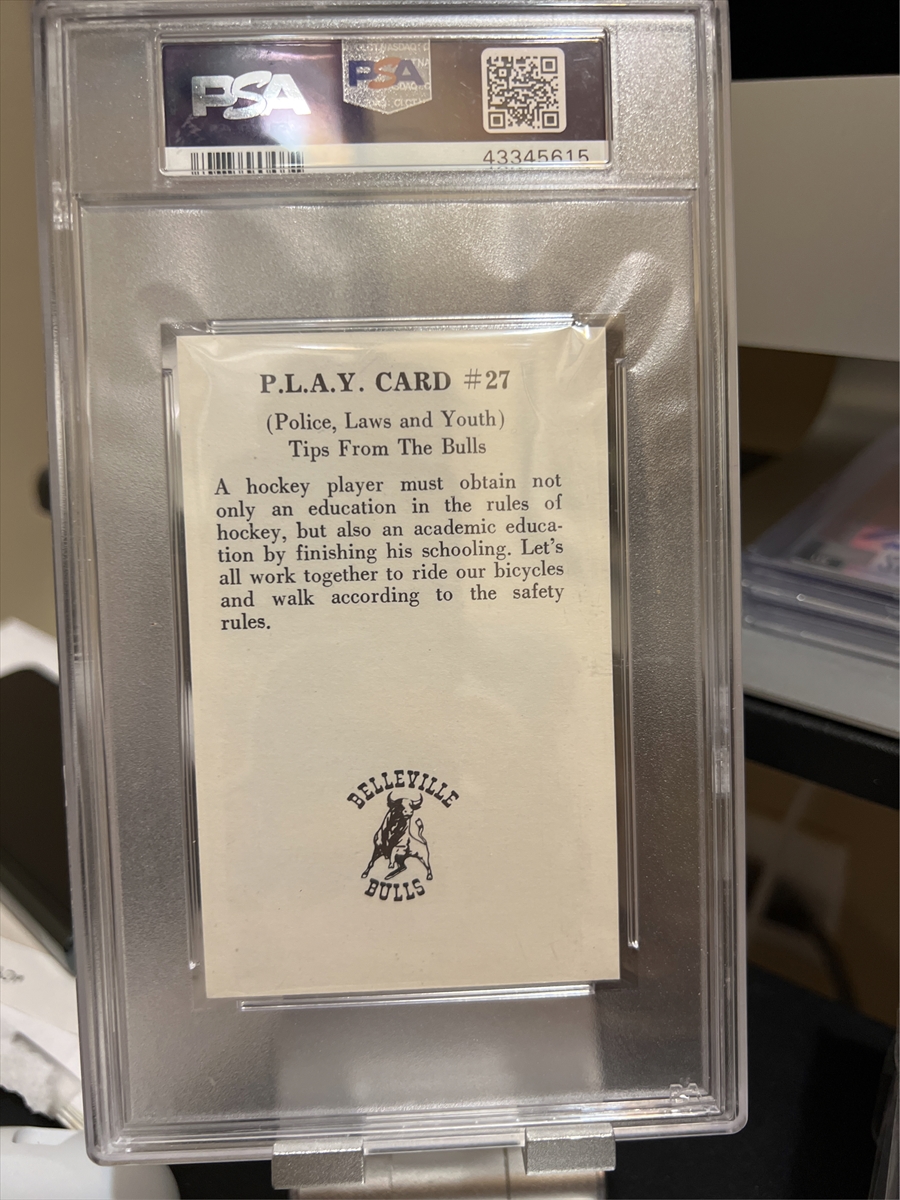 PSA
PSA
43345615
P.L.A.Y. CARD #27
(Police, Laws and Youth)
Tips From The Bulls
A hockey player must obtain not
only an education in the rules of
hockey, but also an academic educa-
tion by finishing his schooling. Let's
all work together to ride our bicycles
and walk according to the safety
rules.
BELLEVILLE
BULLS